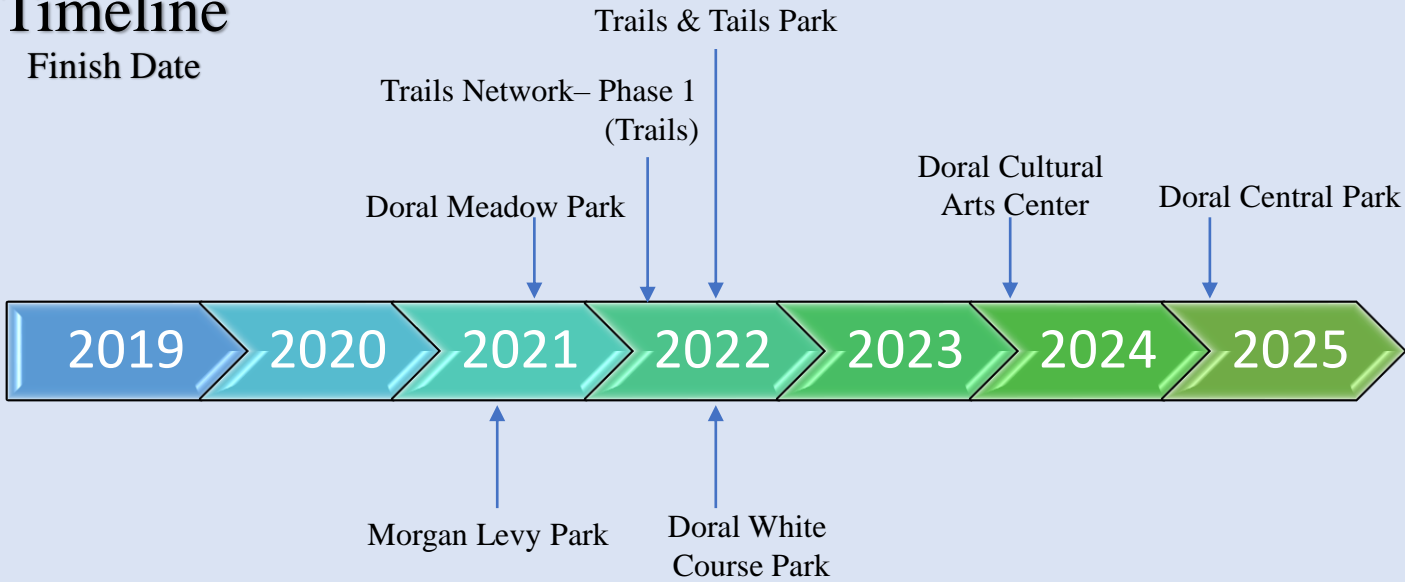 Timeline
Finish Date
Trails & Tails Park
Trails Network– Phase 1
(Trails)
Doral Meadow Park
Doral Cultural
Arts Center
Doral Central Park
2019
2020
2021
2022
2023
2024
2025
Morgan Levy Park
Doral White
Course Park